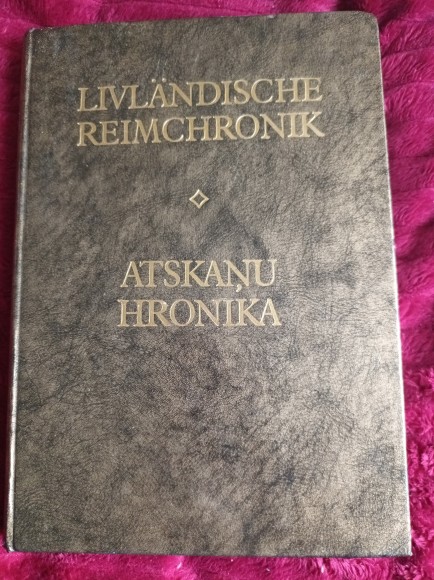 LIVLÄNDISCHE
REIMCHRONIK
ATSKAŅU
HRONIKA